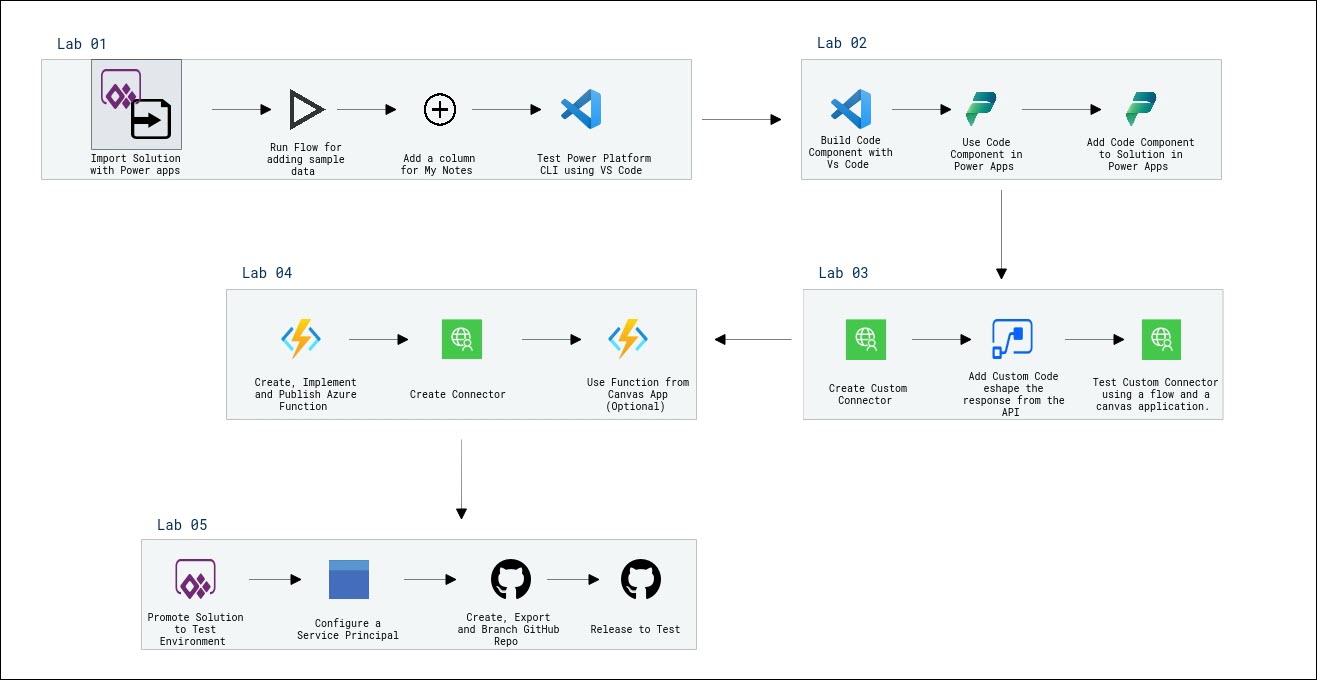 Lab 01
Import Solution
with Power apps
Run Flow for
adding sample
data
Add a column
for My Notes
Test Power Platform
CLI using VS Code
Lab 02
Build Code
Component with
Vs Code
Use Code
Component in
Power Apps
Add Code Component
to Solution in
Power Apps
Lab 03
Create Custom
Connector
Add Custom Code
eshape the
response from the
API
Test Custom Connector
using a flow and a
canvas application.
Lab 04
Create, Implement
and Publish Azure
Function
Create Connector
Use Function from
Canvas App
(Optional)
Lab 05
Promote Solution
to Test
Environment
Configure a
Service Principal
Create, Export
and Branch GitHub
Repo
Release to Test